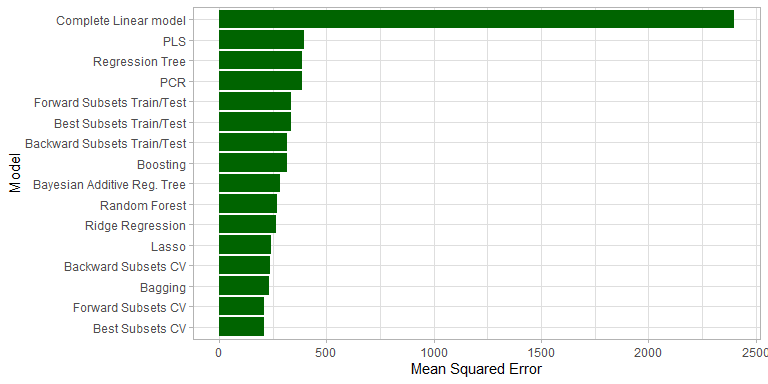 Complete Linear model
PLS
Regression Tree
PCR
Forward Subsets Train/Test
Best Subsets Train/Test
Backward Subsets Train/Test
Boosting
Bayesian Additive Reg. Tree
Random Forest
Ridge Regression
Lasso
Backward Subsets CV
Bagging
Forward Subsets CV
Best Subsets CV
Model
0 500 1000 1500 2000 2500
Mean Squared Error